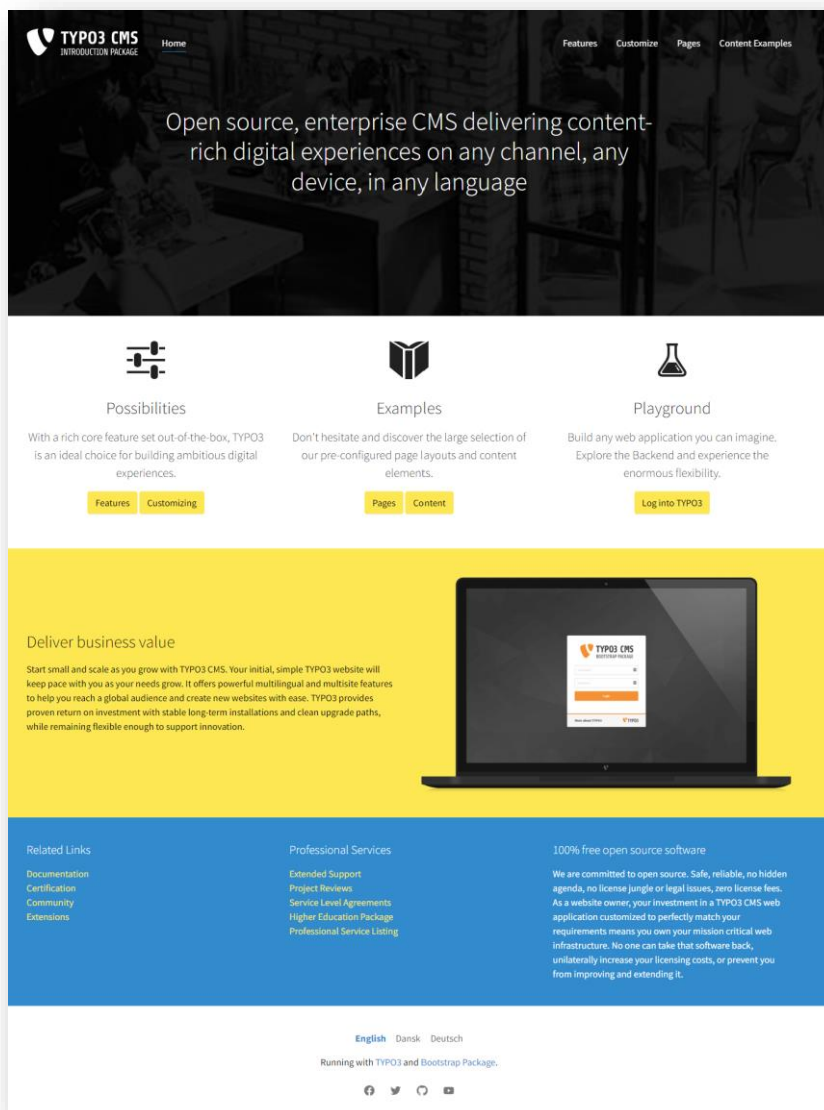 TYPO3 CMS
INTRODUCTION PACKAGE
Home
Features
Customize
Pages
Content Examples
Open source, enterprise CMS delivering content-
rich digital experiences on any channel, any
device, in any language
Possibilities
With a rich core feature set out-of-the-box, TYPO3
is an ideal choice for building ambitious digital
experiences.
Features
Customizing
Examples
Don't hesitate and discover the large selection of
our pre-configured page layouts and content
elements.
Pages
Content
Playground
Build any web application you can imagine.
Explore the Backend and experience the
enormous flexibility.
Log into TYPO3
Deliver business value
Start small and scale as you grow with TYPO3 CMS. Your initial, simple TYPO3 website will
keep pace with you as your needs grow. It offers powerful multilingual and multisite features
to help you reach a global audience and create new websites with ease. TYPO3 provides
proven return on investment with stable long-term installations and clean upgrade paths,
while remaining flexible enough to support innovation.
TYPO3 CMS
BOOTSTRAP PACKAGE
TYPO3
Related Links
Documentation
Certification
Community
Extensions
Professional Services
Extended Support
Project Reviews
Service Level Agreements
Higher Education Package
Professional Service Listing
100% free open source software
We are committed to open source. Safe, reliable, no hidden
agenda, no license jungle or legal issues, zero license fees.
As a website owner, your investment in a TYPO3 CMS web
application customized to perfectly match your
requirements means you own your mission critical web
infrastructure. No one can take that software back,
unilaterally increase your licensing costs, or prevent you
from improving and extending it.
English Dansk Deutsch
Running with TYPO3 and Bootstrap Package.